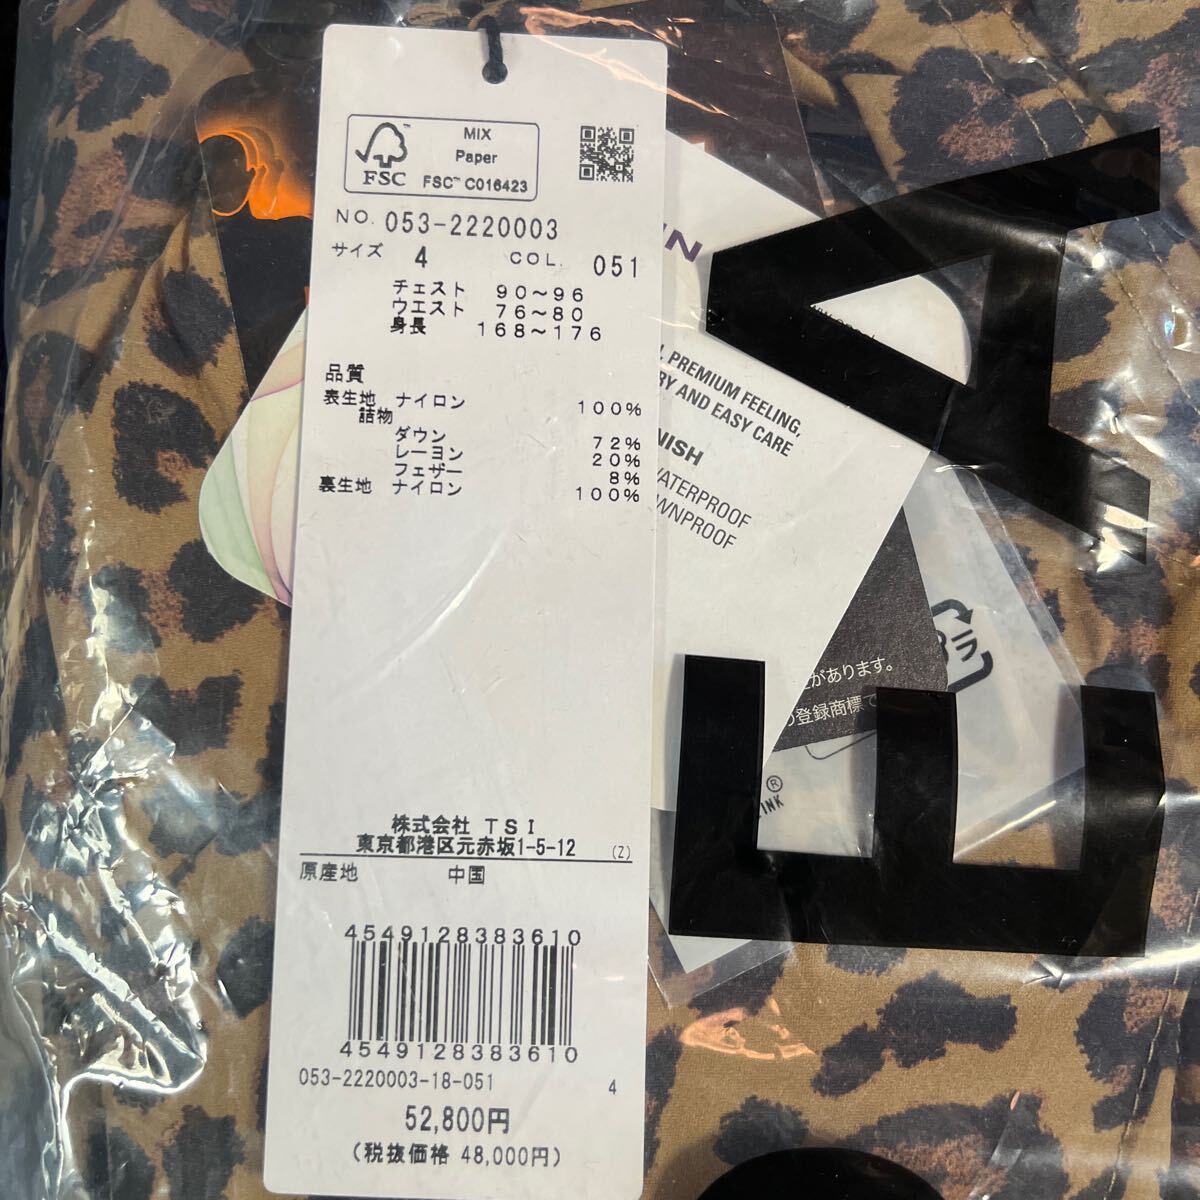 MIX
Paper
FSC™ C016423
FSC
NO. 053-2220003
サイズ 4 COL. 051
チェスト 90~96
ウエスト 76~80
身長 168~176
品質
表生地 ナイロン 100%
詰物
ダウン 72%
レーヨン 20%
フェザー 8%
裏生地 ナイロン 100%
株式会社 TSI
東京都港区元赤坂1-5-12 (Z)
原産地 中国
4549128383610
4549128383610
053-2220003-18-051 4
52,800円
(税抜価格 48,000円)
PREMIUM FEELING,
AND EASY CARE
があります。
の登録商標で
プラ
EA